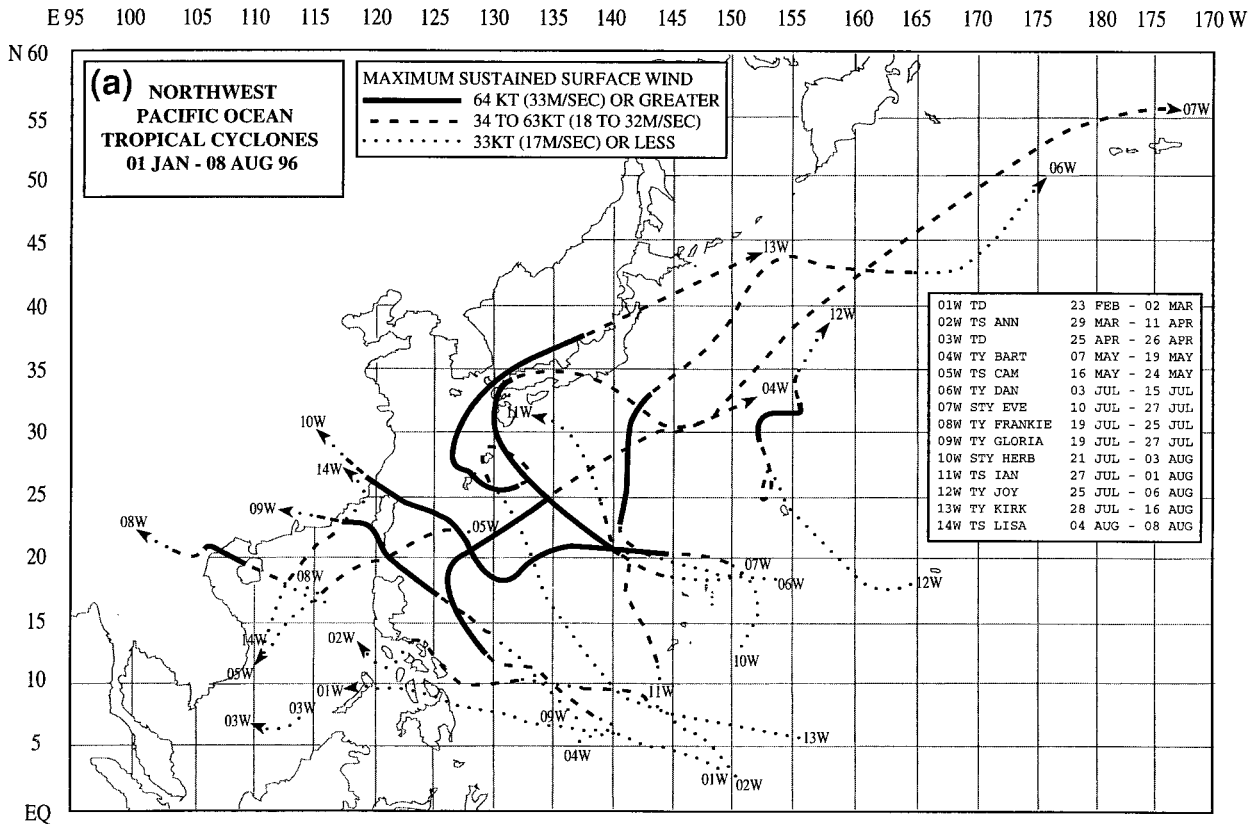 E 95 100 105 110 115 120 125 130 135 140 145 150 155 160 165 170 175 180 170 W
N 60
55
50
45
40
35
30
25
20
15
10
5
EQ
(a) NORTHWEST
PACIFIC OCEAN
TROPICAL CYCLONES
01 JAN - 08 AUG 96
MAXIMUM SUSTAINED SURFACE WIND
64 KT (33M/SEC) OR GREATER
34 TO 63KT (18 TO 32M/SEC)
33KT (17M/SEC) OR LESS
07W
06W
13W
12W
04W
11W
10W
14W
09W
08W
05W
08W
07W
06W
12W
02W
14W
05W
10W
01W
11W
03W
03W
09W
13W
04W
01W
02W
01W TD 23 FEB - 02 MAR
02W TS ANN 29 MAR - 11 APR
03W TD 25 APR - 26 APR
04W TY BART 07 MAY - 19 MAY
05W TS CAM 16 MAY - 24 MAY
06W TY DAN 03 JUL - 15 JUL
07W STY EVE 10 JUL - 27 JUL
08W TY FRANKIE 19 JUL - 25 JUL
09W TY GLORIA 19 JUL - 27 JUL
10W STY HERB 21 JUL - 03 AUG
11W TS IAN 27 JUL - 01 AUG
12W TY JOY 25 JUL - 06 AUG
13W TY KIRK 28 JUL - 16 AUG
14W TS LISA 04 AUG - 08 AUG